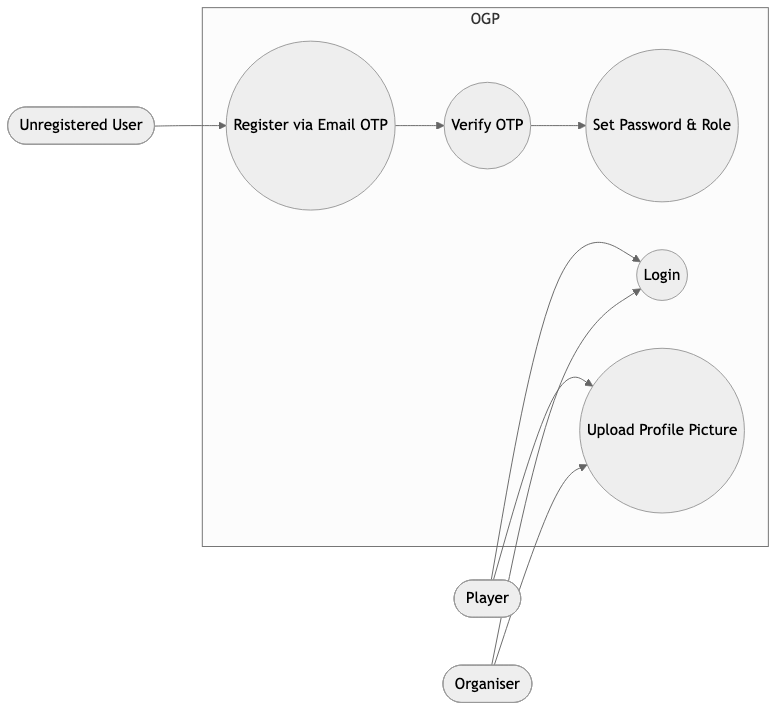 OGP
Unregistered User
Register via Email OTP
Verify OTP
Set Password & Role
Login
Upload Profile Picture
Player
Organiser